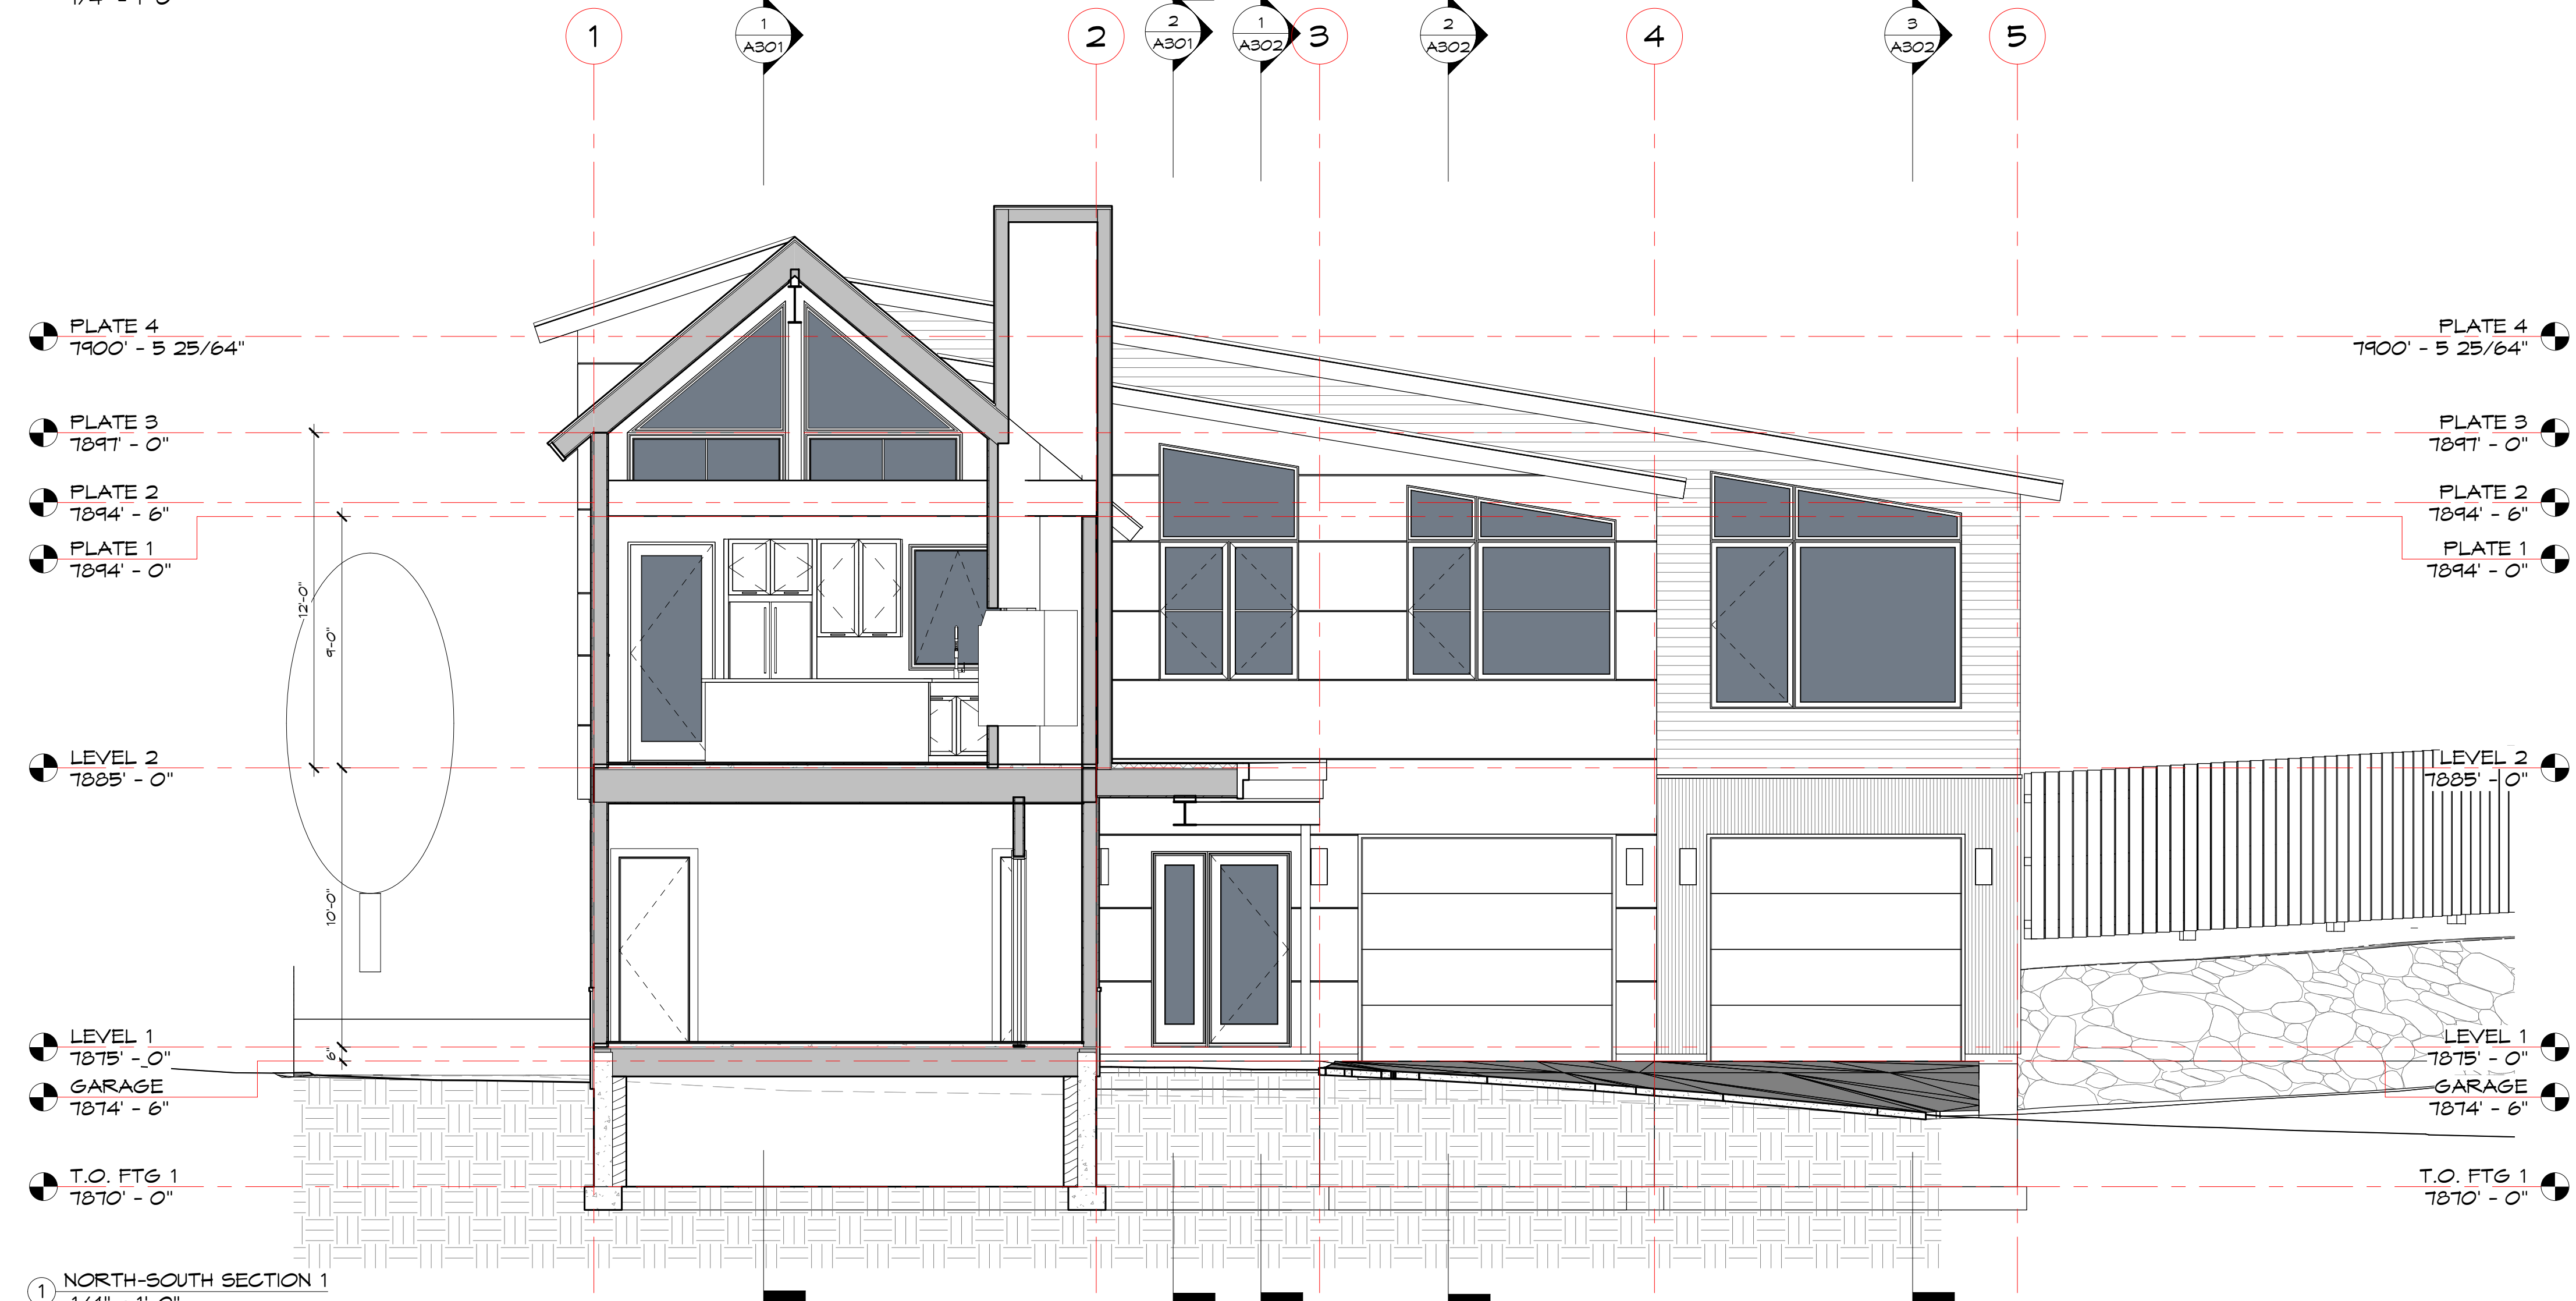 1
1
A301
2
2
A301
1
A302
3
2
A302
4
3
A302
5
PLATE 4
7900' - 5 25/64"
PLATE 4
7900' - 5 25/64"
PLATE 3
7897' - 0"
PLATE 3
7897' - 0"
PLATE 2
7894' - 6"
PLATE 2
7894' - 6"
PLATE 1
7894' - 0"
PLATE 1
7894' - 0"
12'-0"
9'-0"
LEVEL 2
7885' - 0"
LEVEL 2
7885' - 0"
10'-0"
LEVEL 1
7875' - 0"
LEVEL 1
7875' - 0"
6"
GARAGE
7874' - 6"
GARAGE
7874' - 6"
T.O. FTG 1
7870' - 0"
T.O. FTG 1
7870' - 0"
1
NORTH-SOUTH SECTION 1